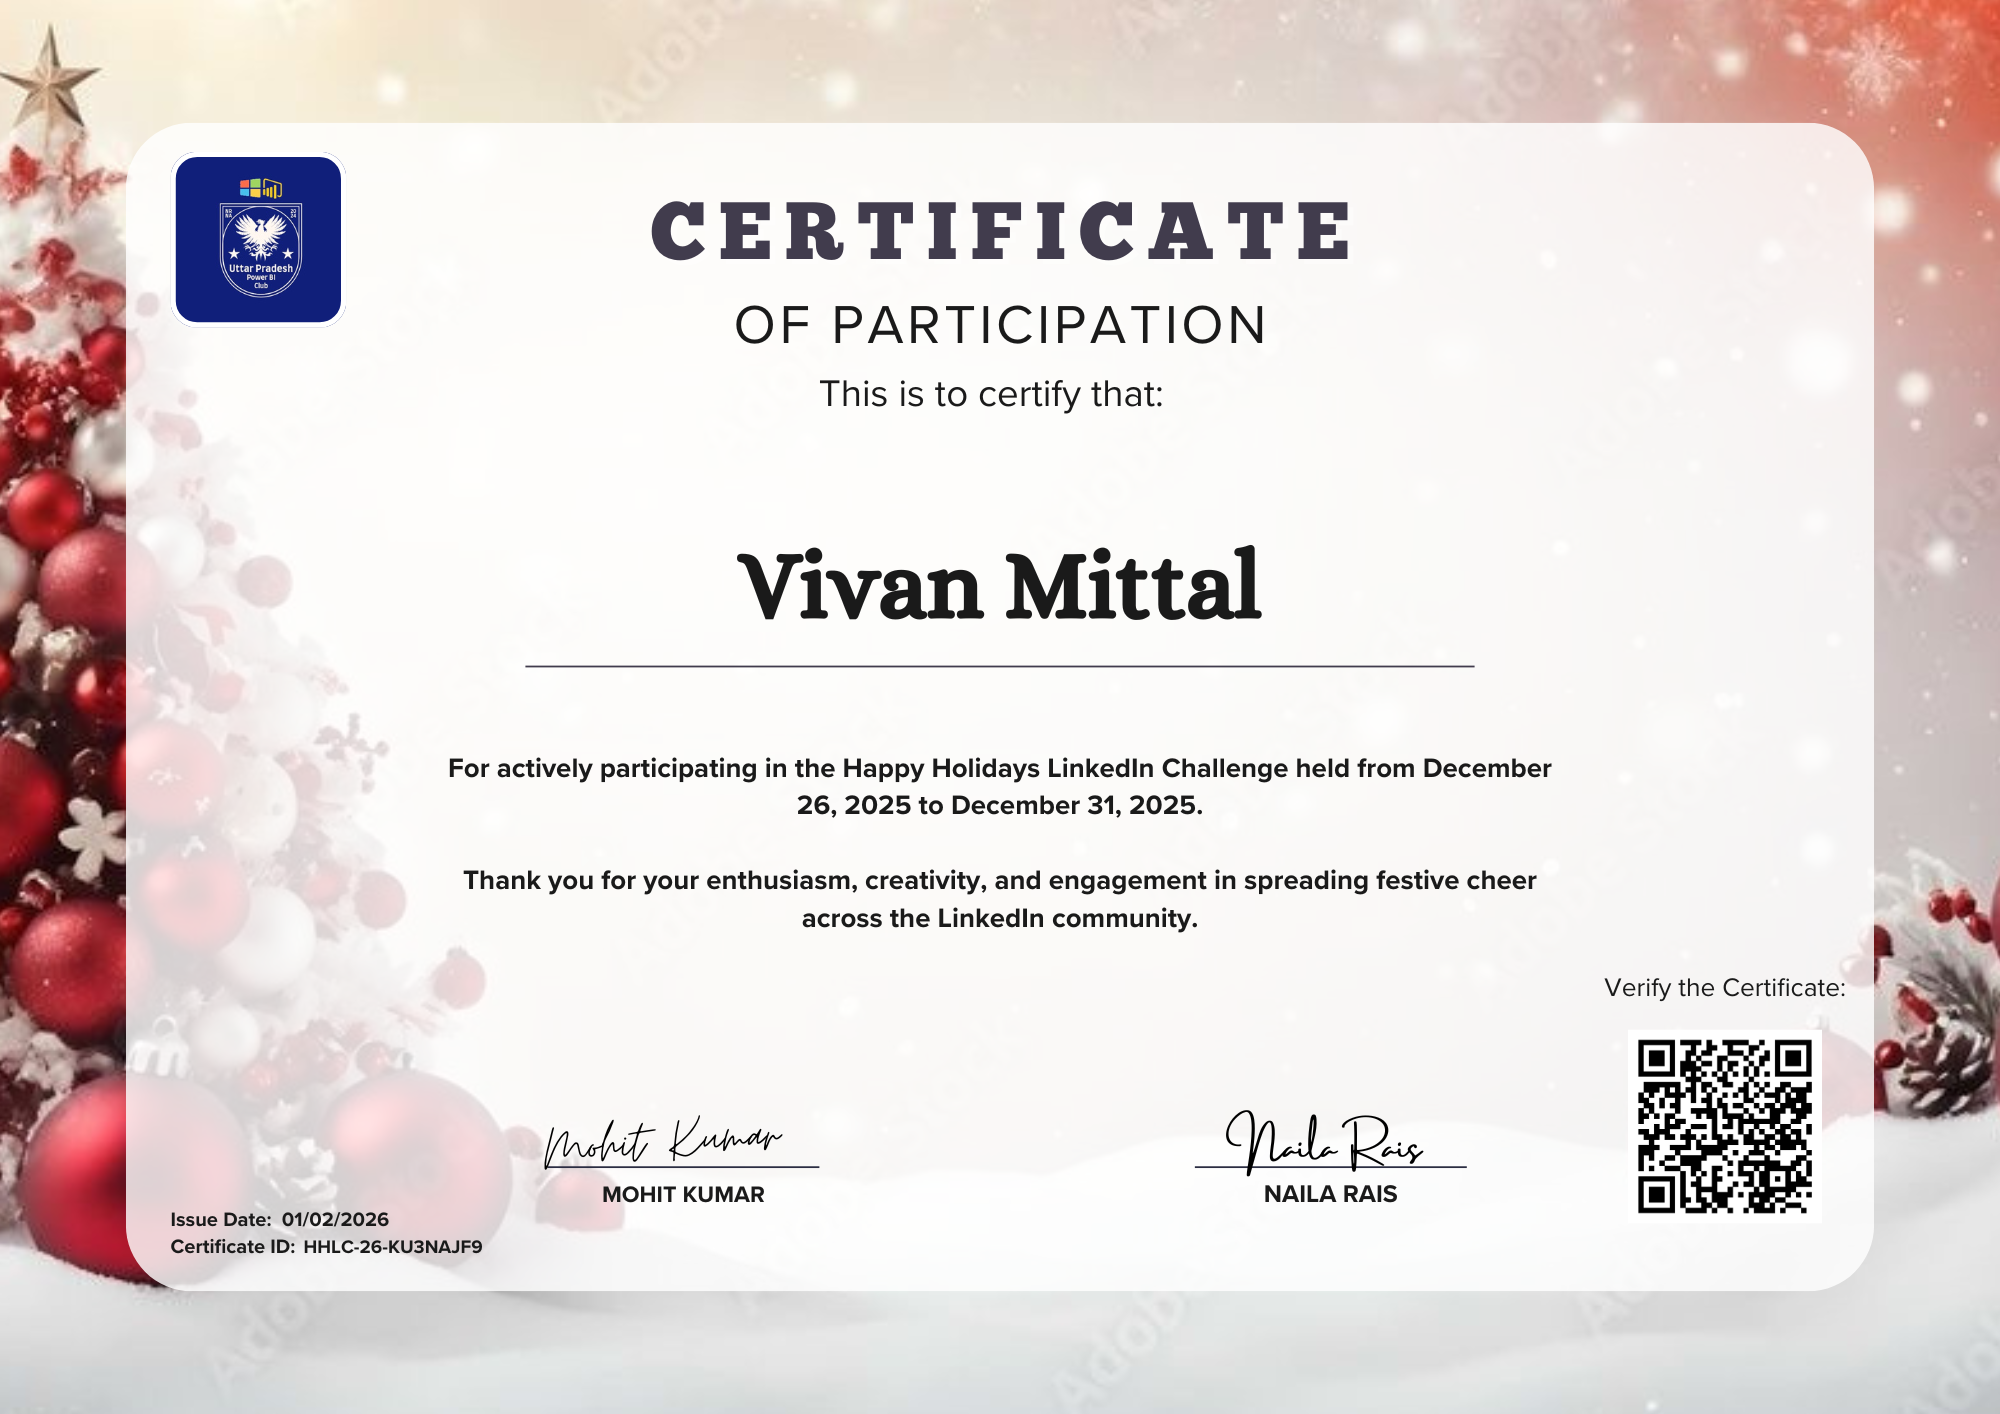 Uttar Pradesh
Power BI
Club
CERTIFICATE
OF PARTICIPATION
This is to certify that:
Vivan Mittal
For actively participating in the Happy Holidays LinkedIn Challenge held from December
26, 2025 to December 31, 2025.
Thank you for your enthusiasm, creativity, and engagement in spreading festive cheer
across the LinkedIn community.
Verify the Certificate:
Mohit Kumar
MOHIT KUMAR
Naila Rais
NAILA RAIS
Issue Date: 01/02/2026
Certificate ID: HHLC-26-KU3NAJF9